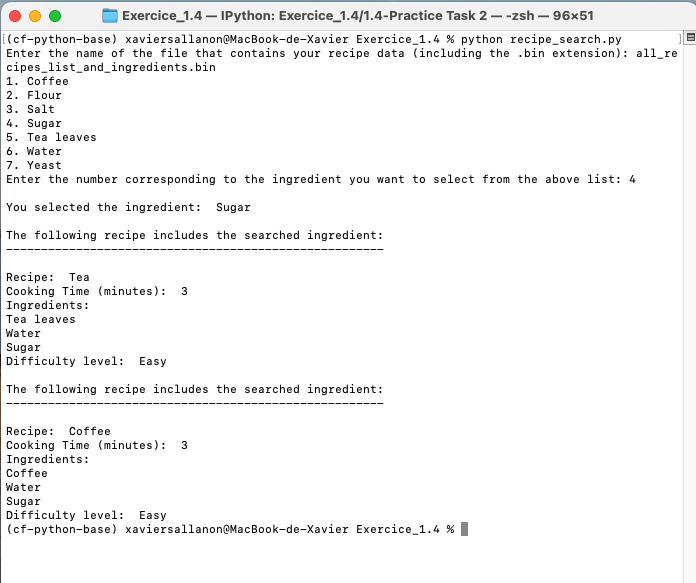 Exercice_1.4 — IPython: Exercice_1.4/1.4-Practice Task 2 — -zsh — 96×51
[(cf-python-base) xaviersallanon@MacBook-de-Xavier Exercice_1.4 % python recipe_search.py ]
Enter the name of the file that contains your recipe data (including the .bin extension): all_re
cipes_list_and_ingredients.bin
1. Coffee
2. Flour
3. Salt
4. Sugar
5. Tea leaves
6. Water
7. Yeast
Enter the number corresponding to the ingredient you want to select from the above list: 4
You selected the ingredient:  Sugar
The following recipe includes the searched ingredient:
------------------------------------------------------
Recipe:  Tea
Cooking Time (minutes):  3
Ingredients:
Tea leaves
Water
Sugar
Difficulty level:  Easy
The following recipe includes the searched ingredient:
------------------------------------------------------
Recipe:  Coffee
Cooking Time (minutes):  3
Ingredients:
Coffee
Water
Sugar
Difficulty level:  Easy
(cf-python-base) xaviersallanon@MacBook-de-Xavier Exercice_1.4 %